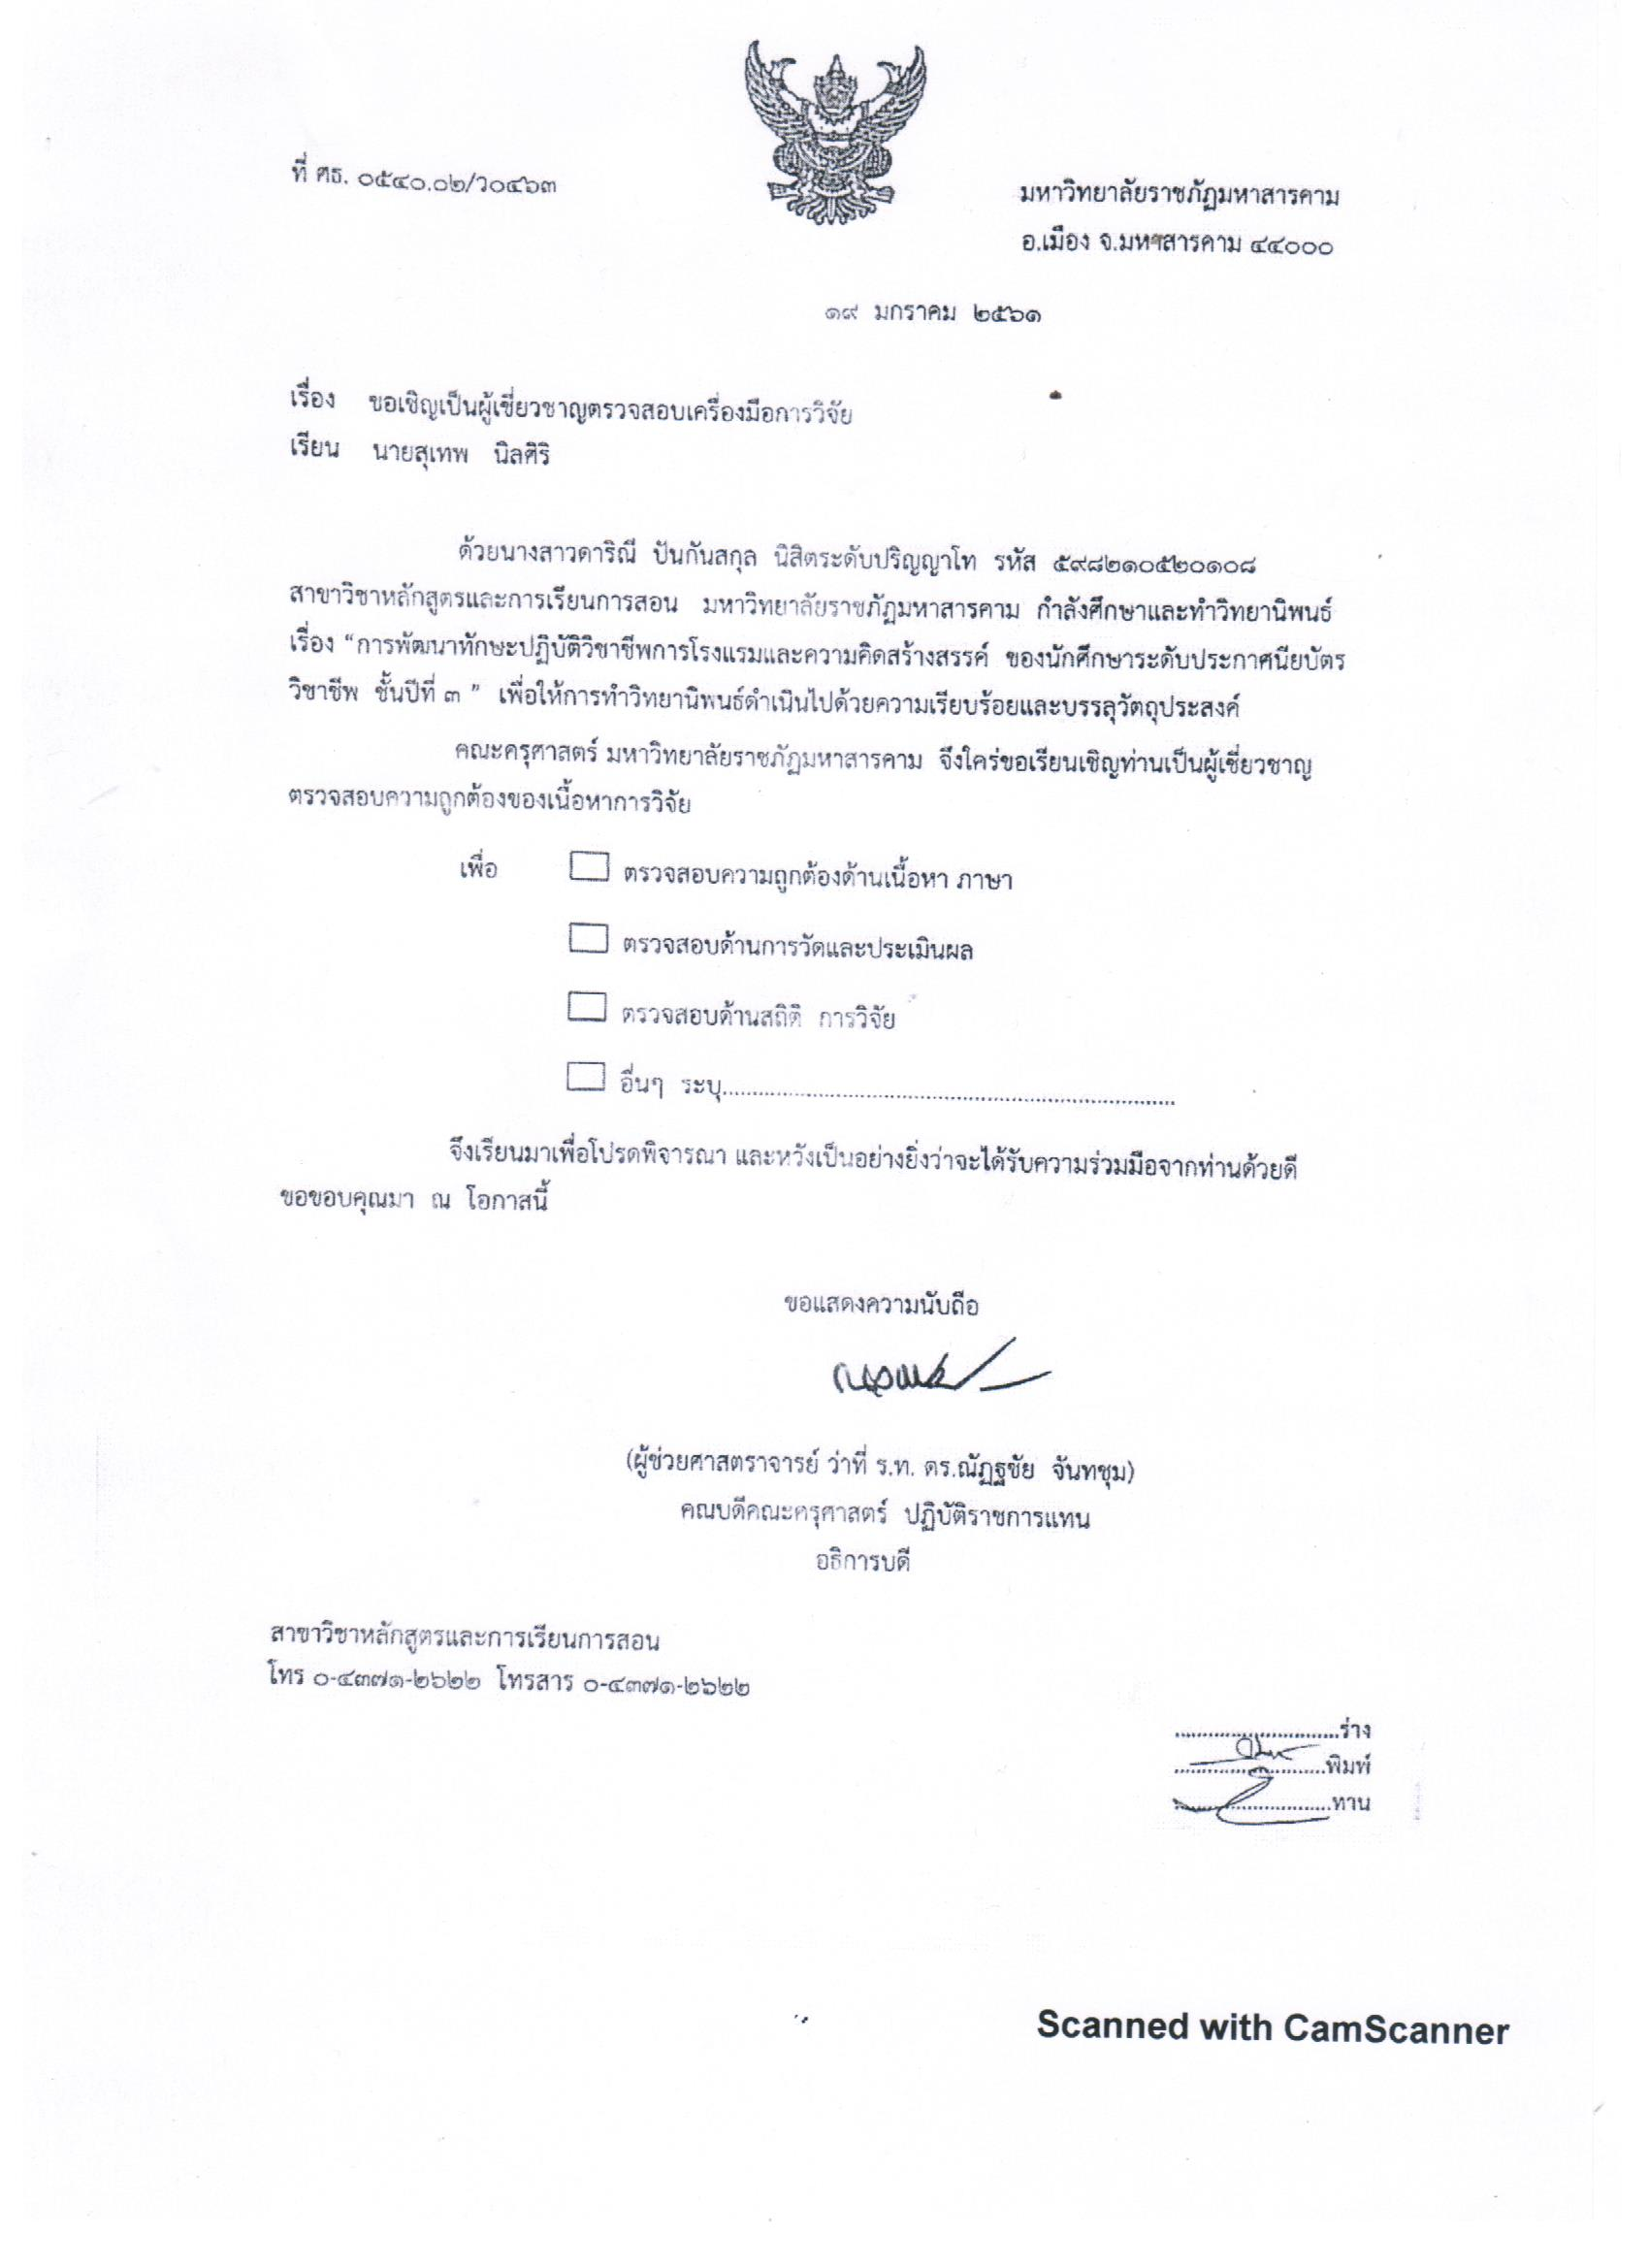 ที่ ศธ. ๐๕๔๐.๐๒/ว๐๔๖๓
มหาวิทยาลัยราชภัฏมหาสารคาม
อ.เมือง จ.มหาสารคาม ๔๔๐๐๐
๑๙ มกราคม ๒๕๖๑
เรื่อง ขอเชิญเป็นผู้เชี่ยวชาญตรวจสอบเครื่องมือการวิจัย
เรียน นายสุเทพ นิลศิริ
ด้วยนางสาวดาริณี ปันกันสกุล นิสิตระดับปริญญาโท รหัส ๕๙๘๒๑๐๕๒๐๑๐๘
สาขาวิชาหลักสูตรและการเรียนการสอน มหาวิทยาลัยราชภัฏมหาสารคาม กำลังศึกษาและทำวิทยานิพนธ์
เรื่อง “การพัฒนาทักษะปฏิบัติวิชาชีพการโรงแรมและความคิดสร้างสรรค์ ของนักศึกษาระดับประกาศนียบัตร
วิชาชีพ ชั้นปีที่ ๓ ” เพื่อให้การทำวิทยานิพนธ์ดำเนินไปด้วยความเรียบร้อยและบรรลุวัตถุประสงค์
คณะครุศาสตร์ มหาวิทยาลัยราชภัฏมหาสารคาม จึงใคร่ขอเรียนเชิญท่านเป็นผู้เชี่ยวชาญ
ตรวจสอบความถูกต้องของเนื้อหาการวิจัย
เพื่อ ตรวจสอบความถูกต้องด้านเนื้อหา ภาษา
ตรวจสอบด้านการวัดและประเมินผล
ตรวจสอบด้านสถิติ การวิจัย
อื่นๆ ระบุ..............................................................
จึงเรียนมาเพื่อโปรดพิจารณา และหวังเป็นอย่างยิ่งว่าจะได้รับความร่วมมือจากท่านด้วยดี
ขอขอบคุณมา ณ โอกาสนี้
ขอแสดงความนับถือ
(ผู้ช่วยศาสตราจารย์ ว่าที่ ร.ท. ดร.ณัฏฐชัย จันทชุม)
คณบดีคณะครุศาสตร์ ปฏิบัติราชการแทน
อธิการบดี
สาขาวิชาหลักสูตรและการเรียนการสอน
โทร ๐-๔๓๗๑-๒๖๒๒ โทรสาร ๐-๔๓๗๑-๒๖๒๒
............................ร่าง
............................พิมพ์
............................ทาน
Scanned with CamScanner